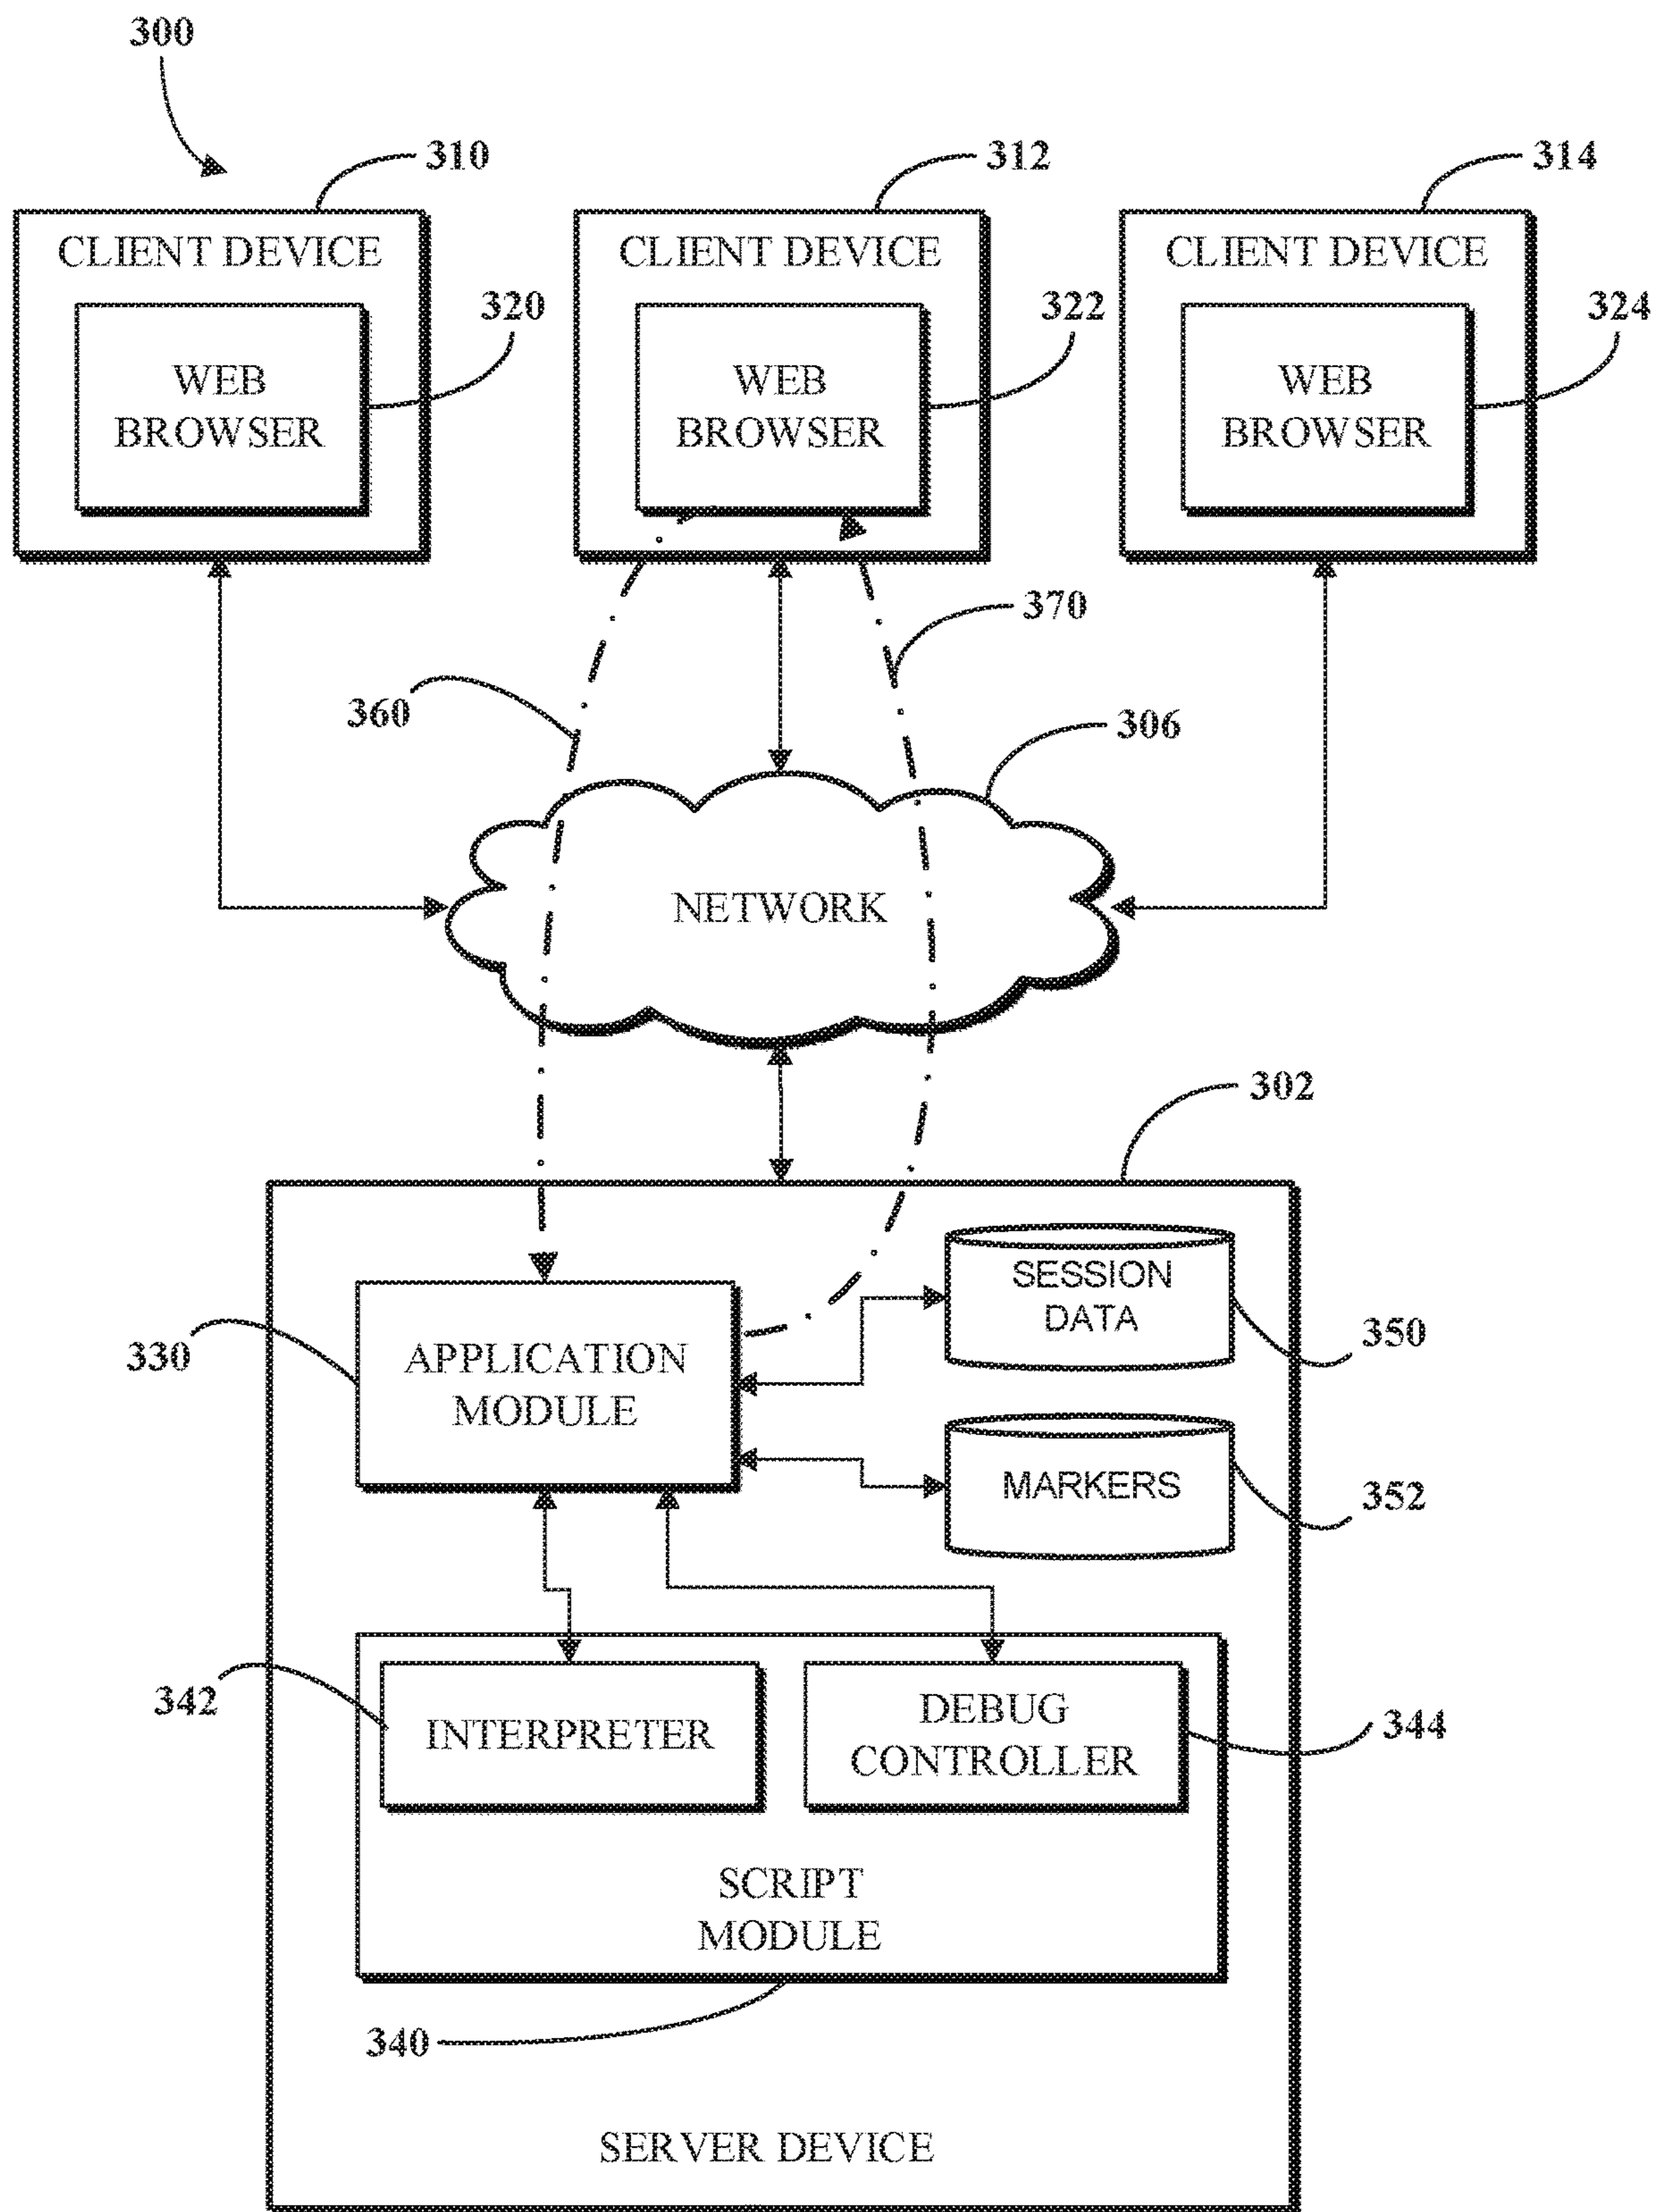 300
310
312
314
CLIENT DEVICE
CLIENT DEVICE
CLIENT DEVICE
320
322
324
WEB
BROWSER
WEB
BROWSER
WEB
BROWSER
370
360
306
NETWORK
302
SESSION
DATA
350
330
APPLICATION
MODULE
MARKERS
352
342
INTERPRETER
DEBUG
CONTROLLER
344
SCRIPT
MODULE
340
SERVER DEVICE